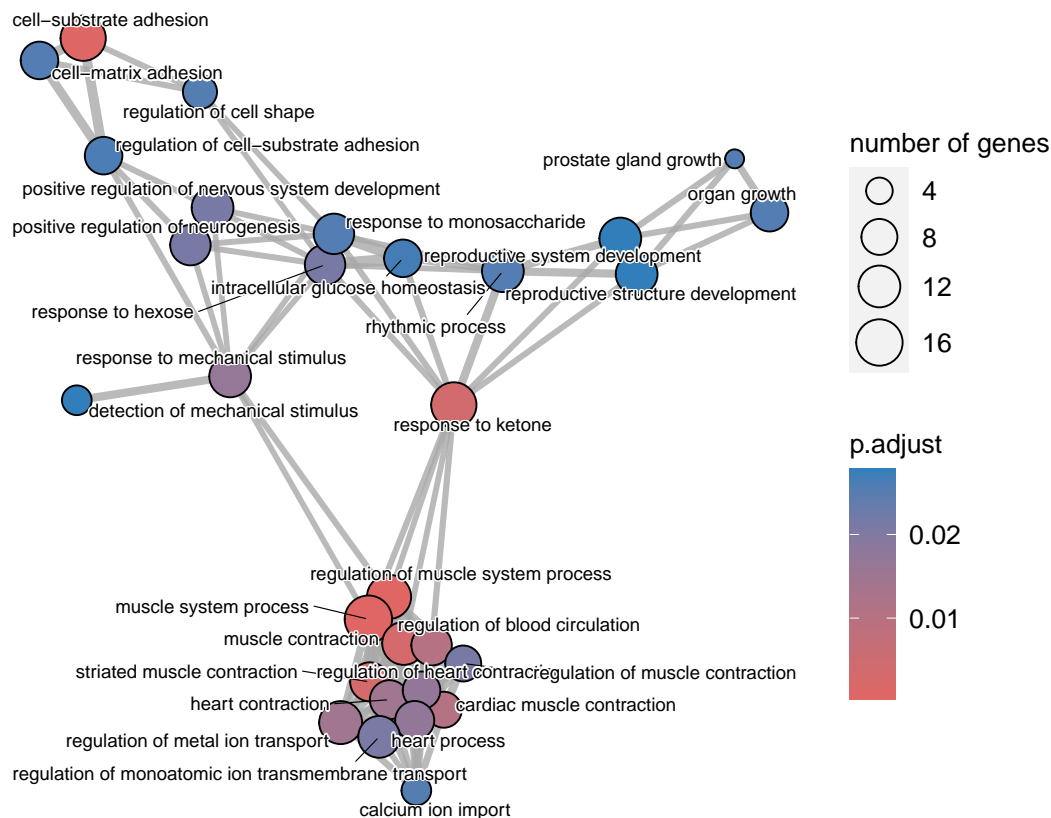 cell−substrate adhesion
cell−matrix adhesion
regulation of cell shape
regulation of cell−substrate adhesion
prostate gland growth
organ growth
positive regulation of nervous system development
positive regulation of neurogenesis
response to monosaccharide
reproductive system development
intracellular glucose homeostasis
reproductive structure development
response to hexose
rhythmic process
response to mechanical stimulus
detection of mechanical stimulus
response to ketone
regulation of muscle system process
muscle system process
regulation of blood circulation
muscle contraction
striated muscle contraction
regulation of heart contraction
regulation of muscle contraction
heart contraction
cardiac muscle contraction
regulation of metal ion transport
heart process
regulation of monoatomic ion transmembrane transport
calcium ion import
number of genes
4
8
12
16
p.adjust
0.02
0.01